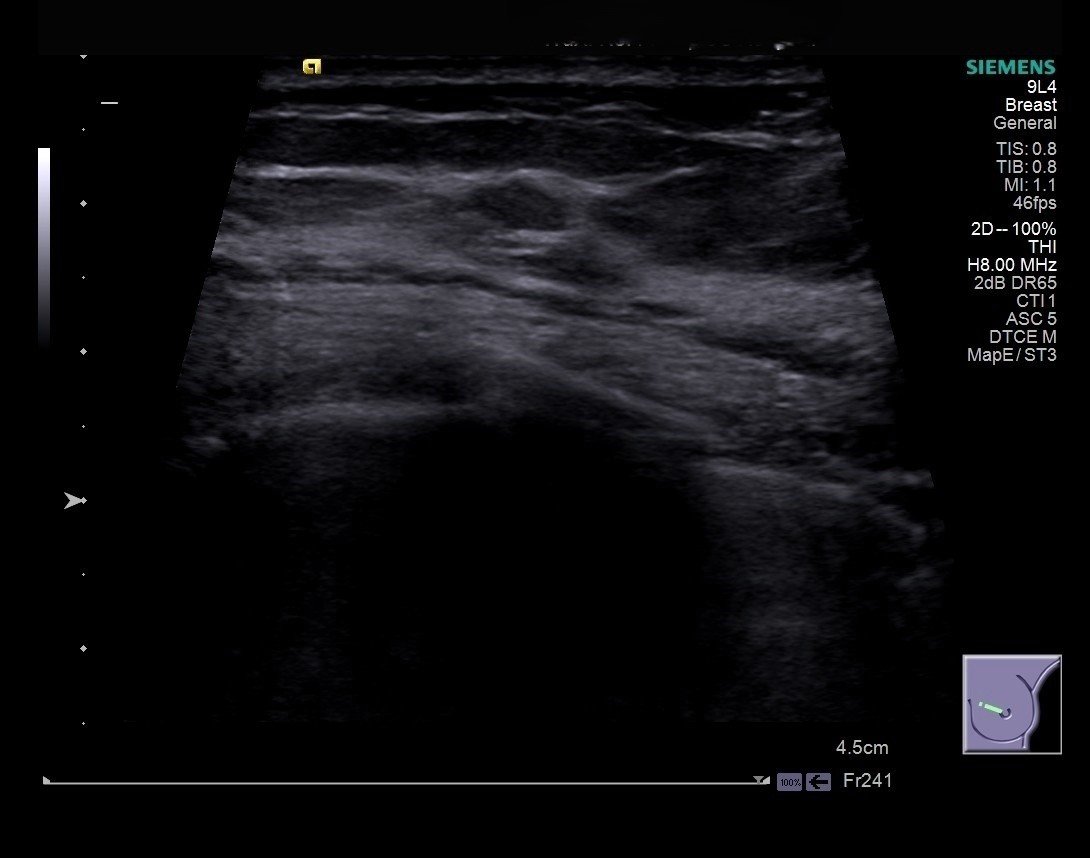 SIEMENS
9L4
Breast
General
TIS: 0.8
TIB: 0.8
MI: 1.1
46fps
2D -- 100%
THI
H8.00 MHz
2dB DR65
CTI 1
ASC 5
DTCE M
MapE / ST3
4.5cm
100%
Fr241